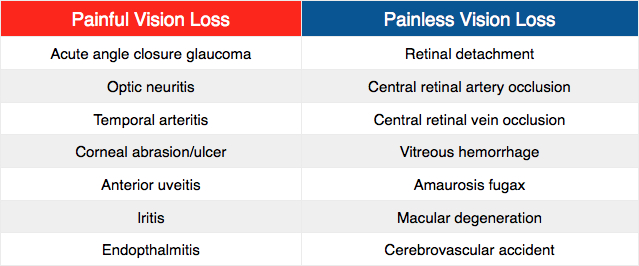 Painful Vision Loss Painless Vision Loss
Acute angle closure glaucoma Retinal detachment
Optic neuritis Central retinal artery occlusion
Temporal arteritis Central retinal vein occlusion
Corneal abrasion/ulcer Vitreous hemorrhage
Anterior uveitis Amaurosis fugax
Iritis Macular degeneration
Endopthalmitis Cerebrovascular accident